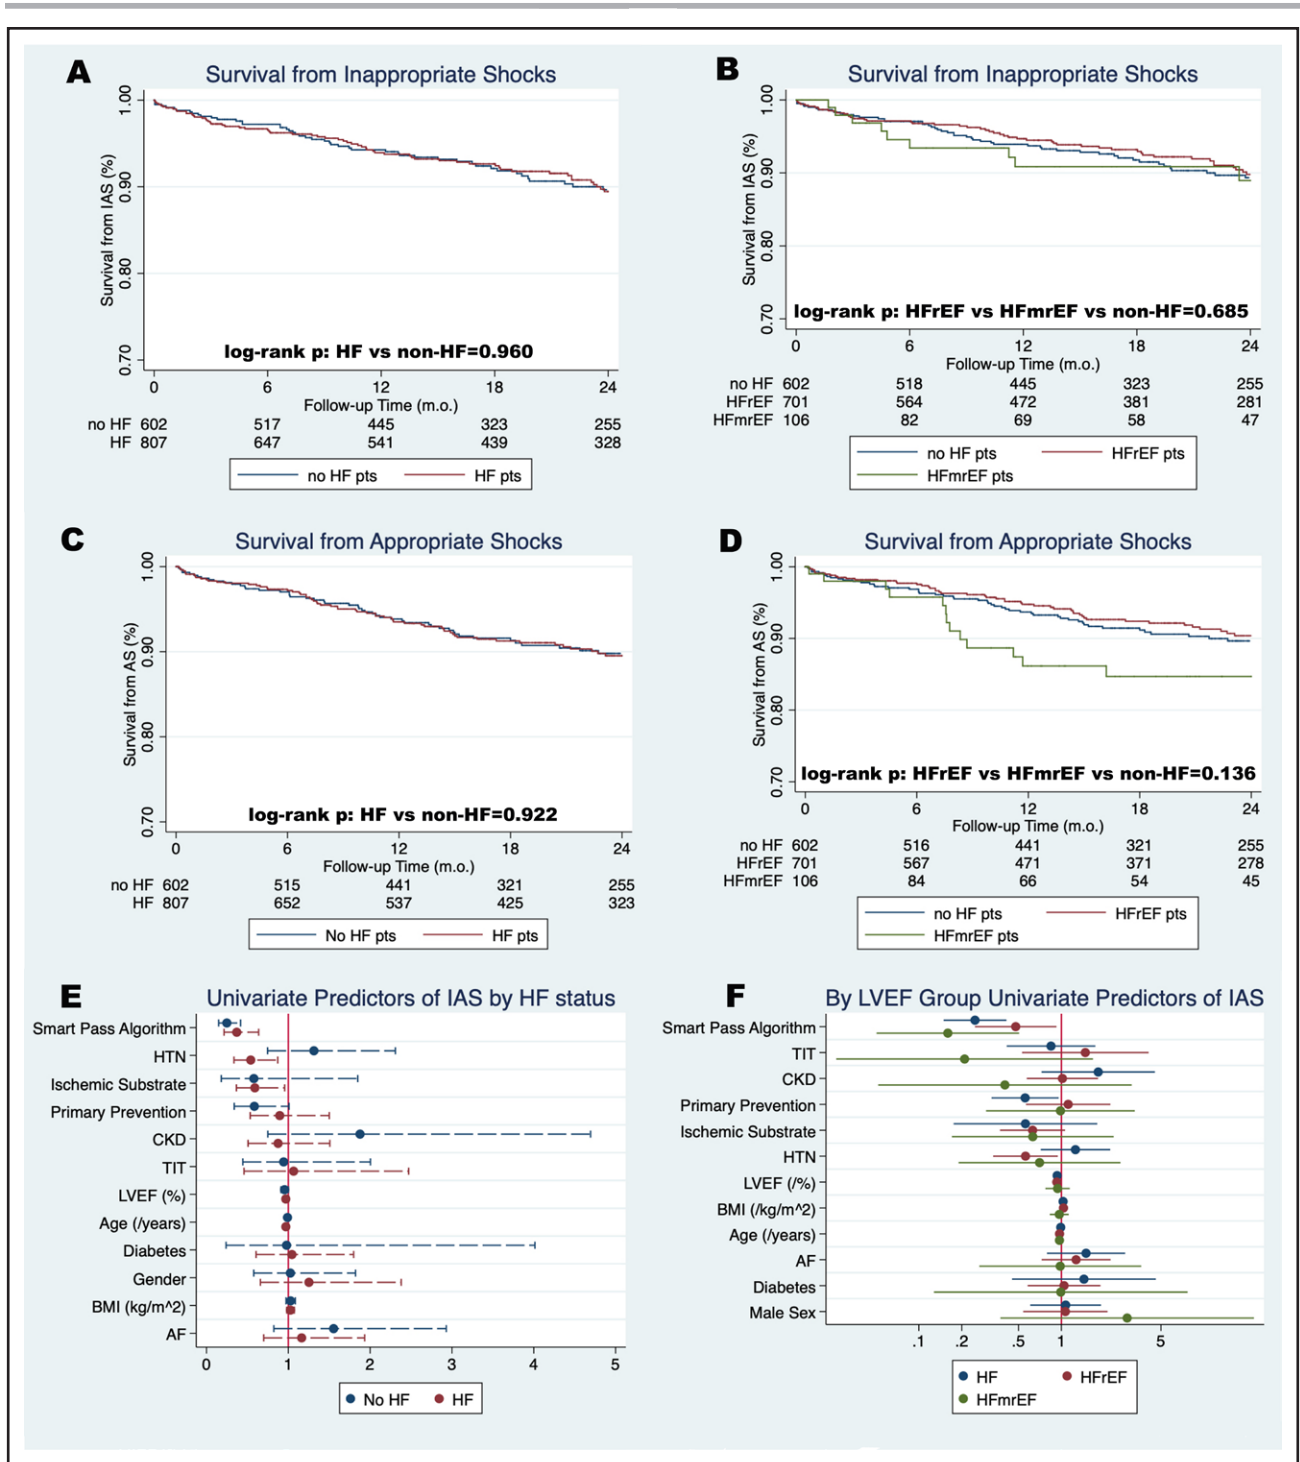 A
Survival from Inappropriate Shocks
Survival from IAS (%)
1.00
0.90
0.80
0.70
log-rank p: HF vs non-HF=0.960
0 6 12 18 24
Follow-up Time (m.o.)
no HF 602 517 445 323 255
HF 807 647 541 439 328
no HF pts HF pts
B
Survival from Inappropriate Shocks
Survival from IAS (%)
1.00
0.90
0.80
0.70
log-rank p: HFrEF vs HFmrEF vs non-HF=0.685
0 6 12 18 24
Follow-up Time (m.o.)
no HF 602 518 445 323 255
HFrEF 701 564 472 381 281
HFmrEF 106 82 69 58 47
no HF pts HFrEF pts
HFmrEF pts
C
Survival from Appropriate Shocks
Survival from AS (%)
1.00
0.90
0.80
0.70
log-rank p: HF vs non-HF=0.922
0 6 12 18 24
Follow-up Time (m.o.)
no HF 602 515 441 321 255
HF 807 652 537 425 323
No HF pts HF pts
D
Survival from Appropriate Shocks
Survival from AS (%)
1.00
0.90
0.80
0.70
log-rank p: HFrEF vs HFmrEF vs non-HF=0.136
0 6 12 18 24
Follow-up Time (m.o.)
no HF 602 516 441 321 255
HFrEF 701 567 471 371 278
HFmrEF 106 84 66 54 45
no HF pts HFrEF pts
HFmrEF pts
E
Univariate Predictors of IAS by HF status
Smart Pass Algorithm
HTN
Ischemic Substrate
Primary Prevention
CKD
TIT
LVEF (%)
Age (/years)
Diabetes
Gender
BMI (kg/m^2)
AF
0 1 2 3 4 5
No HF HF
F
By LVEF Group Univariate Predictors of IAS
Smart Pass Algorithm
TIT
CKD
Primary Prevention
Ischemic Substrate
HTN
LVEF (/%)
BMI (/kg/m^2)
Age (/years)
AF
Diabetes
Male Sex
.1 .2 .5 1 5
HF HFrEF
HFmrEF